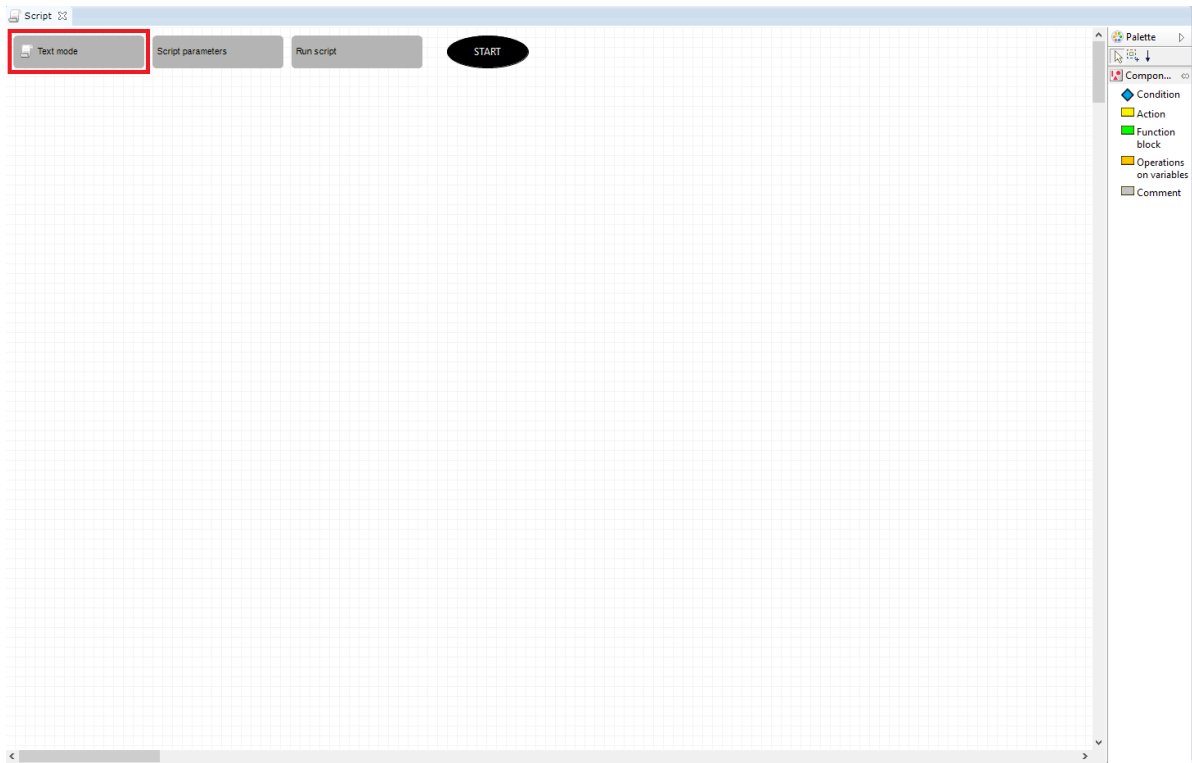 Script
Text mode
Script parameters
Run script
START
Palette
Compon...
Condition
Action
Function
block
Operations
on variables
Comment